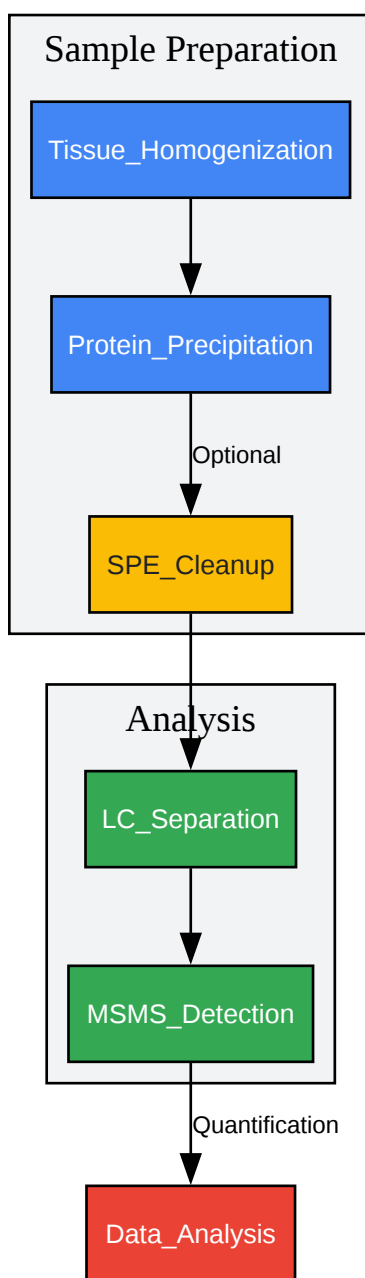 Sample Preparation
Tissue_Homogenization
Protein_Precipitation
Optional
SPE_Cleanup
Analysis
LC_Separation
MSMS_Detection
Quantification
Data_Analysis